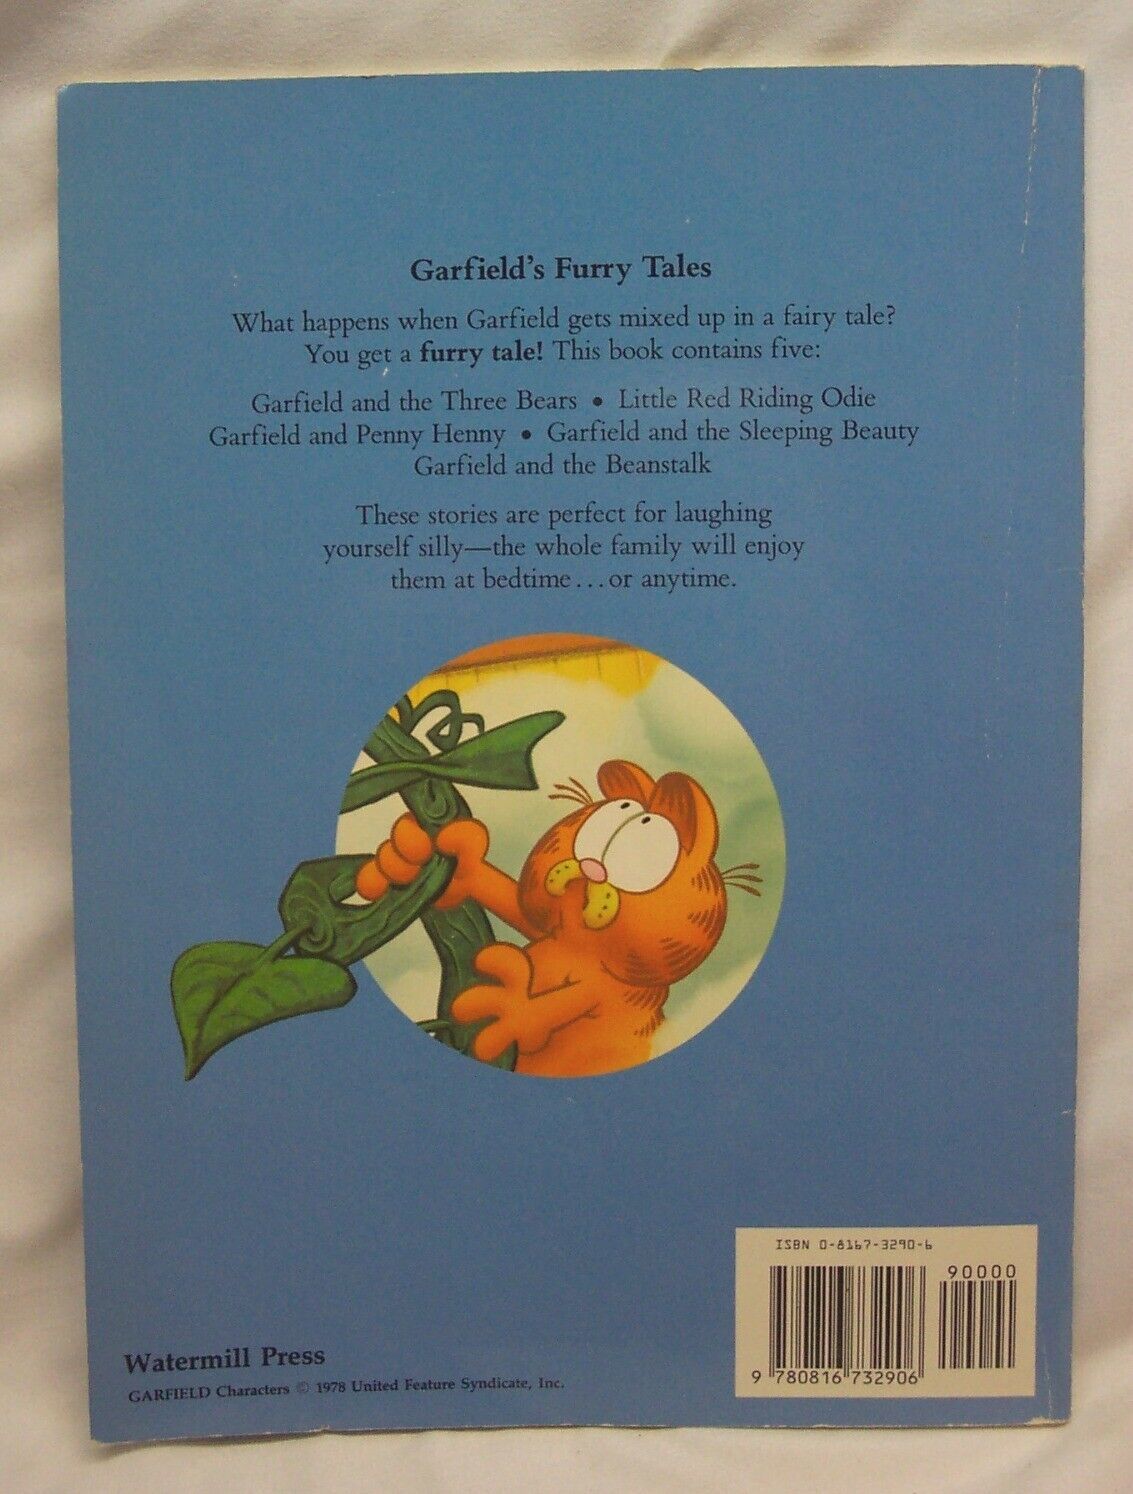 Garfield's Furry Tales
What happens when Garfield gets mixed up in a fairy tale?
You get a furry tale! This book contains five:
Garfield and the Three Bears • Little Red Riding Odie
Garfield and Penny Henny • Garfield and the Sleeping Beauty
Garfield and the Beanstalk
These stories are perfect for laughing
yourself silly—the whole family will enjoy
them at bedtime...or anytime.
ISBN 0-8167-3290-6
90000
9 780816 732906
Watermill Press
GARFIELD Characters © 1978 United Feature Syndicate, Inc.